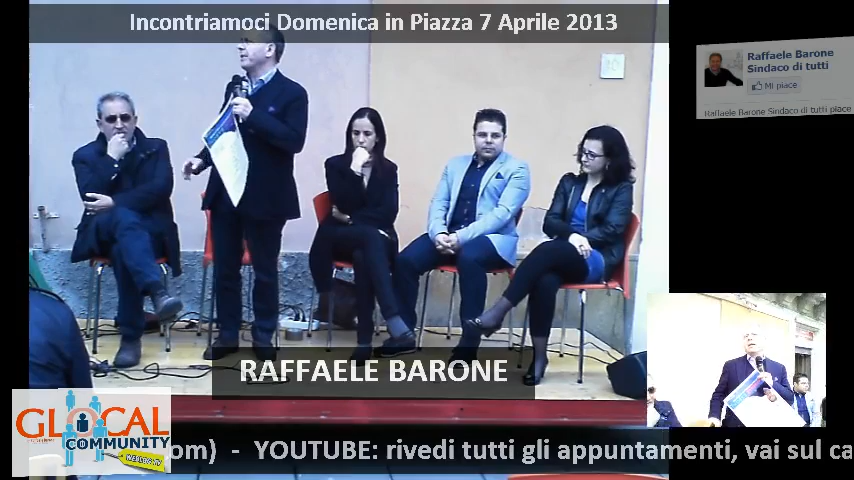 Incontriamoci Domenica in Piazza 7 Aprile 2013
Raffaele Barone
Sindaco di tutti
Mi piace
Raffaele Barone Sindaco di tutti piace
RAFFAELE BARONE
GLOCAL
COMMUNITY
om) - YOUTUBE: rivedi tutti gli appuntamenti, vai sul ca